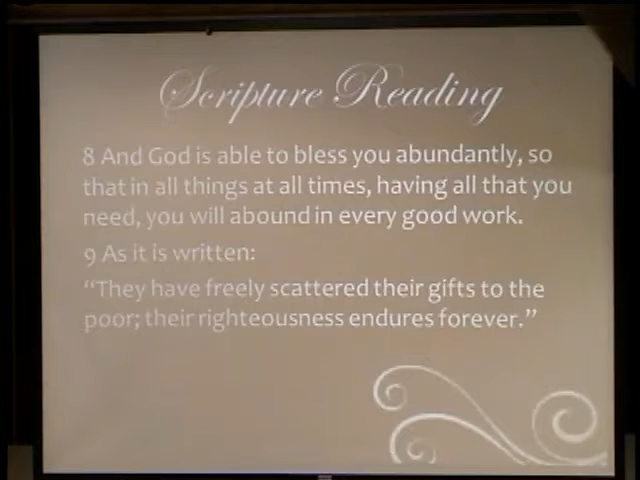 Scripture Reading
8 And God is able to bless you abundantly, so
that in all things at all times, having all that you
need, you will abound in every good work.
9 As it is written:
“They have freely scattered their gifts to the
poor; their righteousness endures forever.”